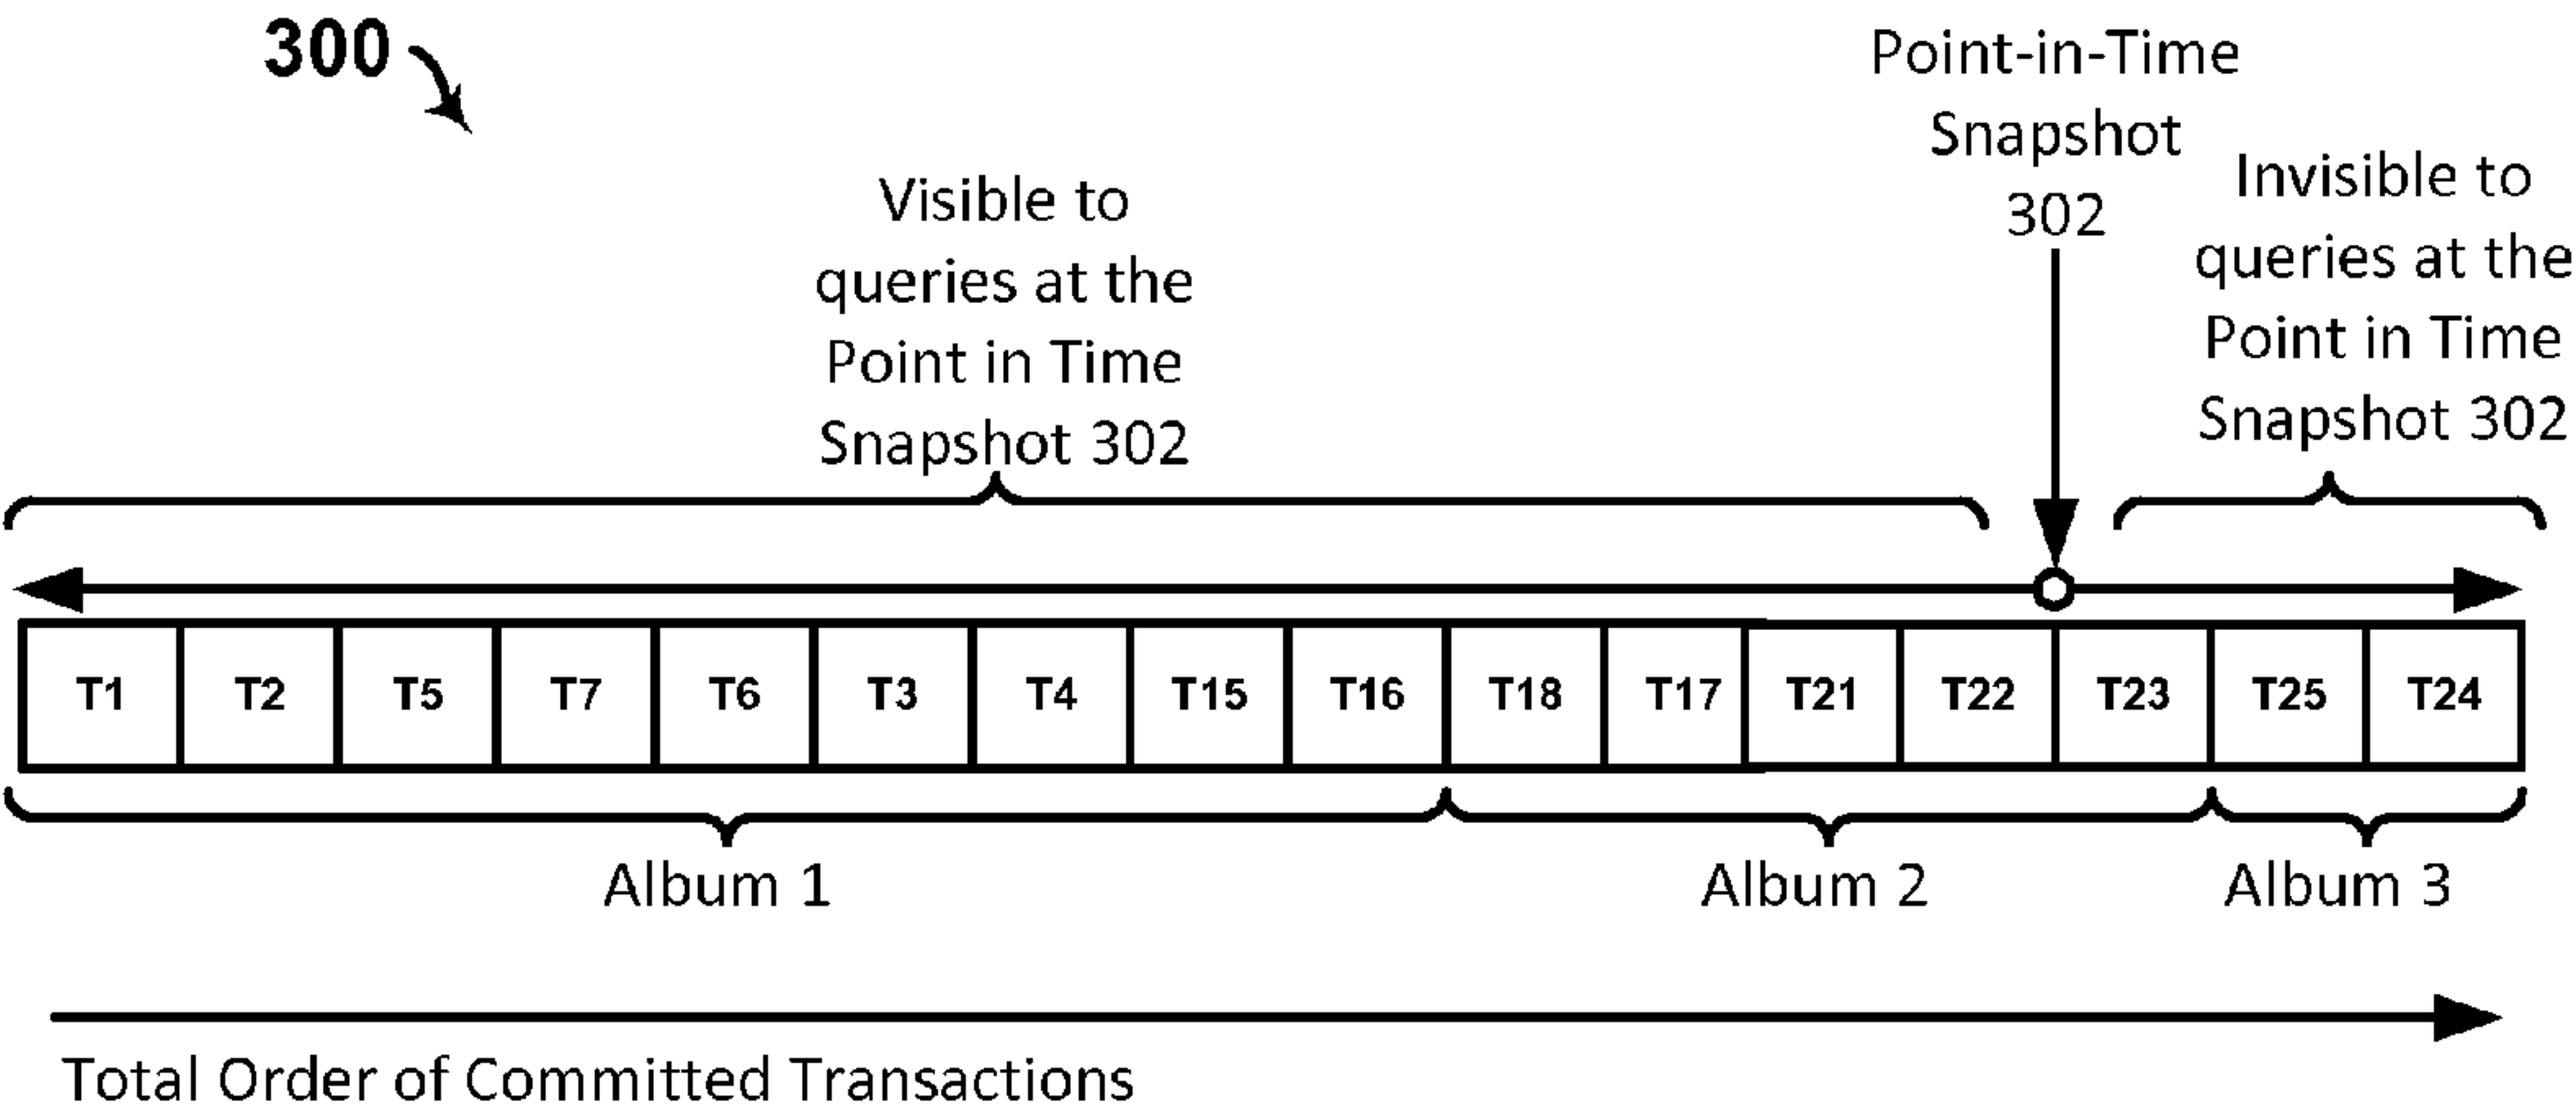 300
Point-in-Time
Snapshot
302
Visible to
queries at the
Point in Time
Snapshot 302
Invisible to
queries at the
Point in Time
Snapshot 302
T1 T2 T5 T7 T6 T3 T4 T15 T16 T18 T17 T21 T22 T23 T25 T24
Album 1 Album 2 Album 3
Total Order of Committed Transactions